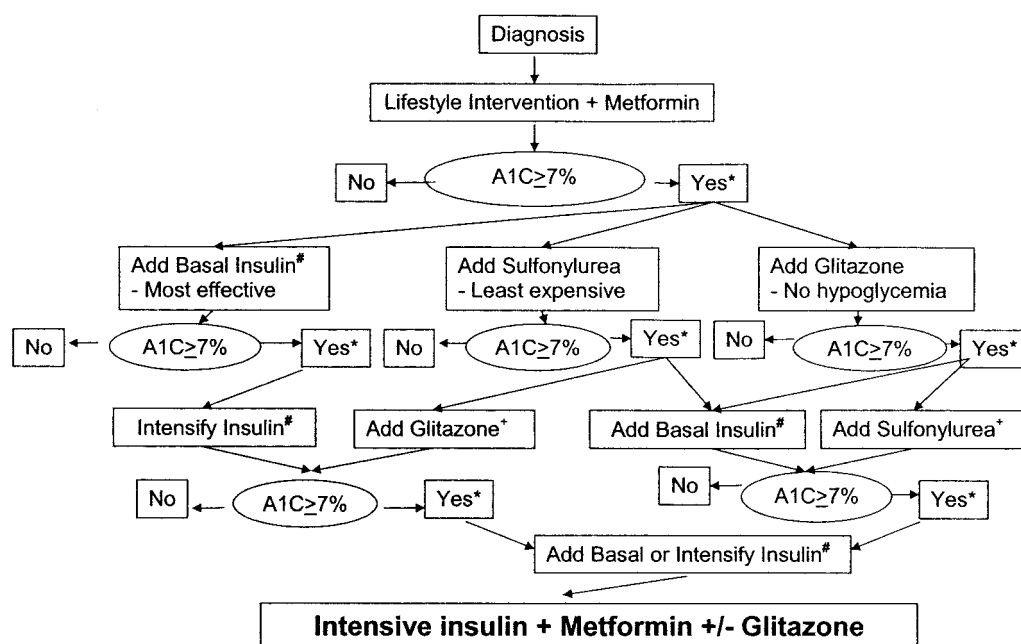 Diagnosis
Lifestyle Intervention + Metformin
No
A1C≥7%
Yes*
Add Basal Insulin#
- Most effective
Add Sulfonylurea
- Least expensive
Add Glitazone
- No hypoglycemia
No
A1C≥7%
Yes*
No
A1C≥7%
Yes*
No
A1C≥7%
Yes*
Intensify Insulin#
Add Glitazone+
Add Basal Insulin#
Add Sulfonylurea+
No
A1C≥7%
Yes*
No
A1C≥7%
Yes*
Add Basal or Intensify Insulin#
Intensive insulin + Metformin +/- Glitazone